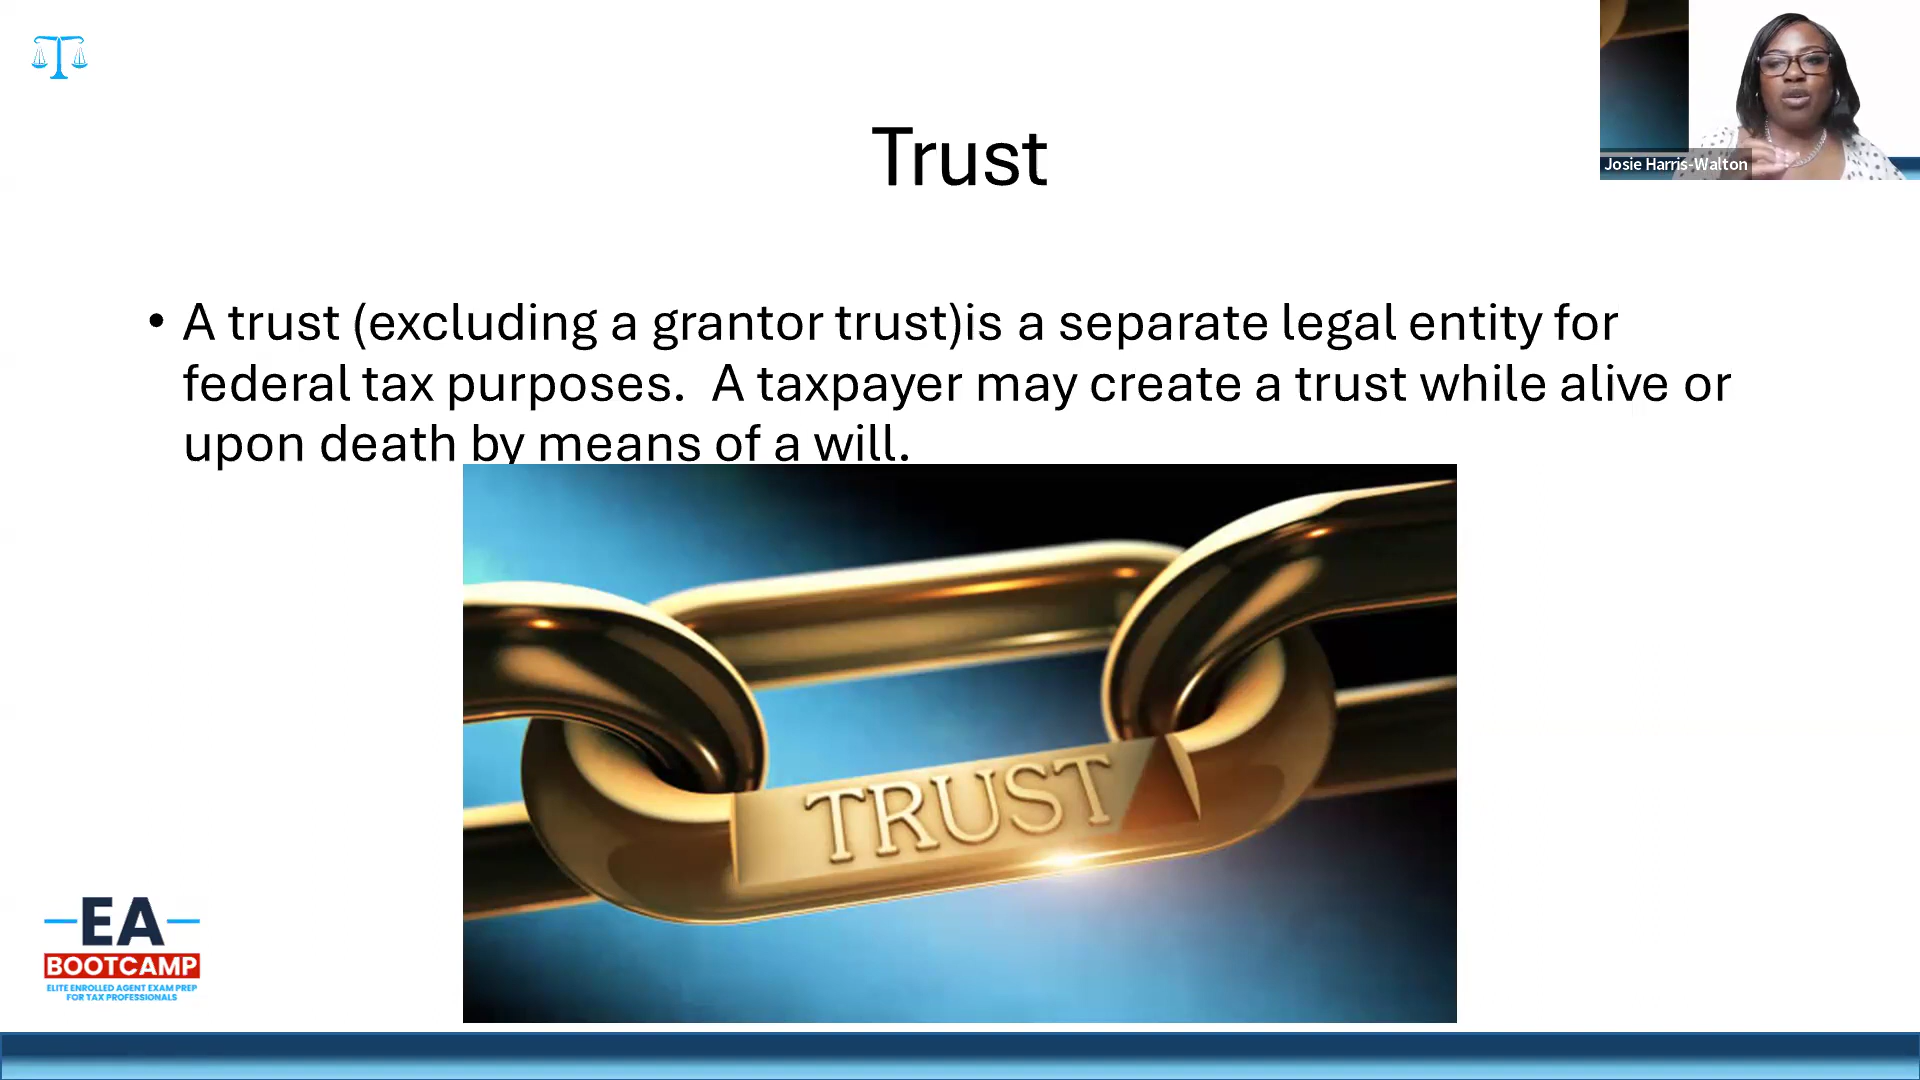 Trust
Josie Harris-Walton
• A trust (excluding a grantor trust)is a separate legal entity for
federal tax purposes.  A taxpayer may create a trust while alive or
upon death by means of a will.
TRUST
EA
BOOTCAMP
ELITE ENROLLED AGENT EXAM PREP
FOR TAX PROFESSIONALS